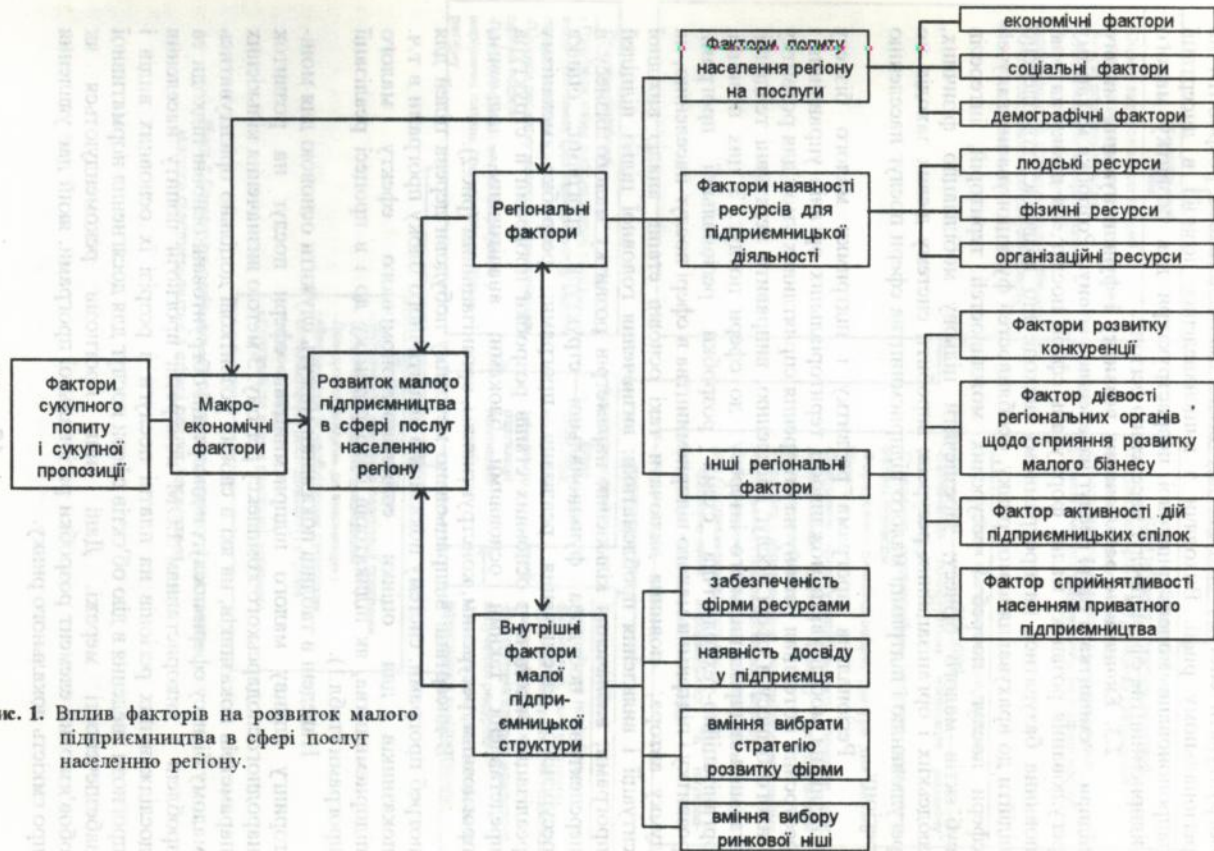 Фактори
сукупного
попиту
і сукупної
пропозиції
Макро-
економічні
фактори
Розвиток малого
підприємництва
в сфері послуг
населенню
регіону
Регіональні
фактори
Внутрішні
фактори
малої
підпри-
ємницької
структури
Фактори попиту
населення регіону
на послуги
Фактори наявності
ресурсів для
підприємницької
діяльності
Інші регіональні
фактори
забезпеченість
фірми ресурсами
наявність досвіду
у підприємця
вміння вибрати
стратегію
розвитку фірми
вміння вибору
ринкової ніші
економічні фактори
соціальні фактори
демографічні фактори
людські ресурси
фізичні ресурси
організаційні ресурси
Фактори розвитку
конкуренції
Фактор дієвості
регіональних органів
щодо сприяння розвитку
малого бізнесу
Фактор активності дій
підприємницьких спілок
Фактор сприйнятливості
насенням приватного
підприємництва
ис. 1. Вплив факторів на розвиток малого
підприємництва в сфері послуг
населенню регіону.